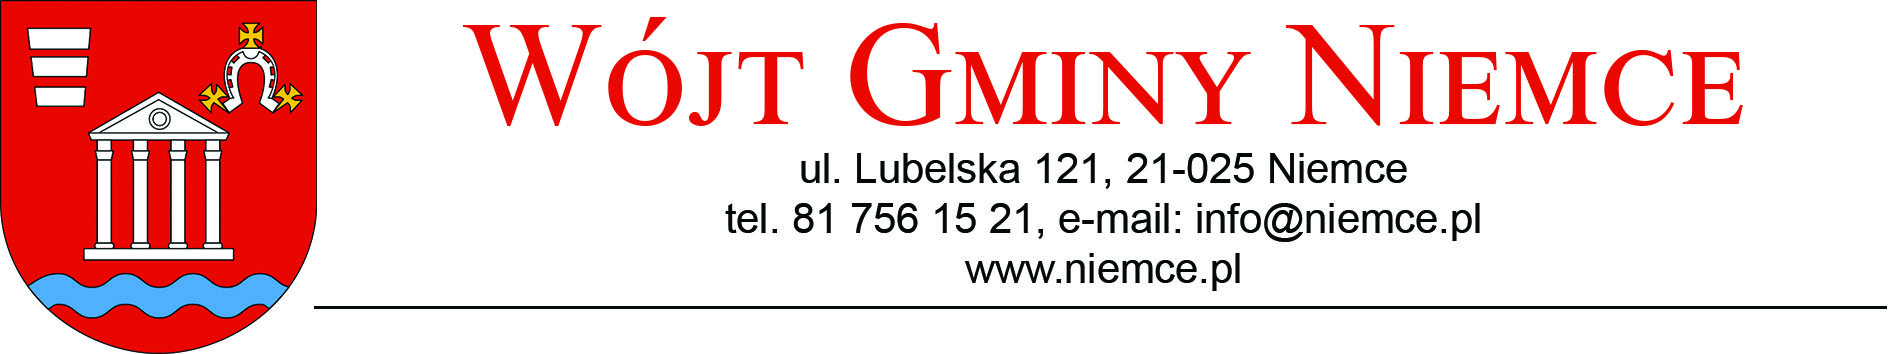 Wójt Gminy Niemce
ul. Lubelska 121, 21-025 Niemce
tel. 81 756 15 21, e-mail: info@niemce.pl
www.niemce.pl